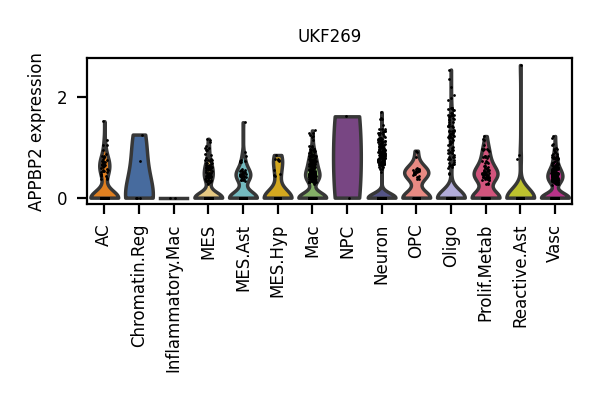 UKF269
APPBP2 expression
2
0
AC
Chromatin.Reg
Inflammatory.Mac
MES
MES.Ast
MES.Hyp
Mac
NPC
Neuron
OPC
Oligo
Prolif.Metab
Reactive.Ast
Vasc